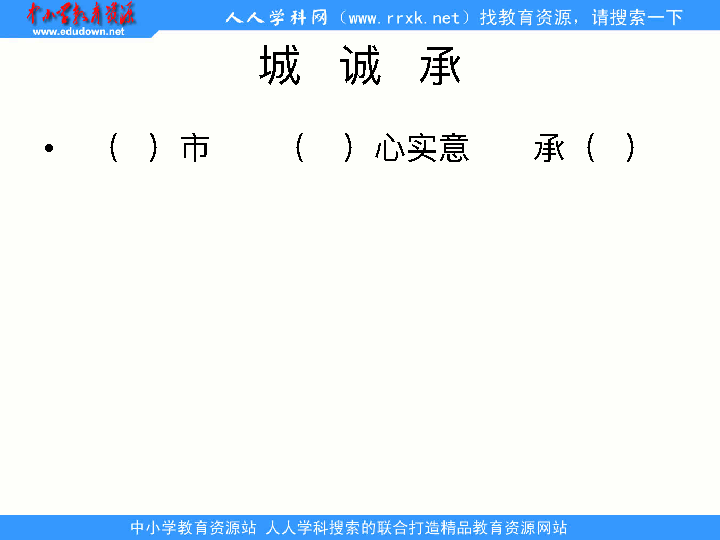 中小学教育资源
www.edudown.net
人人学科网（www.rrxk.net）找教育资源，请搜索一下
城 诚 承
• （ ）市 （ ）心实意 承（ ）
中小学教育资源站 人人学科搜索的联合打造精品教育资源网站